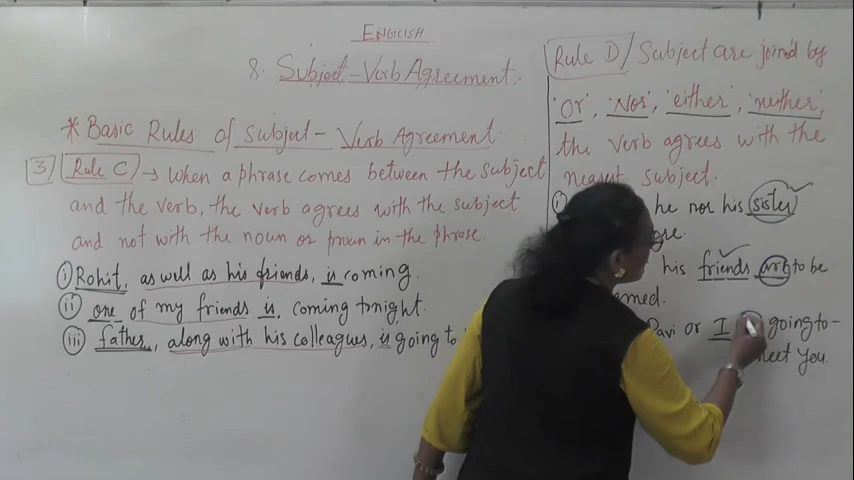 ENGLISH
8. Subject-Verb Agreement.
* Basic Rules of Subject- Verb Agreement
3) Rule C → When a phrase comes between the subject
and the verb, the verb agrees with the subject
and not with the noun or proun in the phrase.
i) Rohit, as well as his friends, is coming.
ii) one of my friends is coming tonight.
iii) father, along with his colleagues, is going to
Rule D / Subject are joined by
'Or', 'Nor', 'either', 'neither',
the verb agrees with the
nearest subject.
he nor his sister
his friends are to be
or I going to-
meet you.